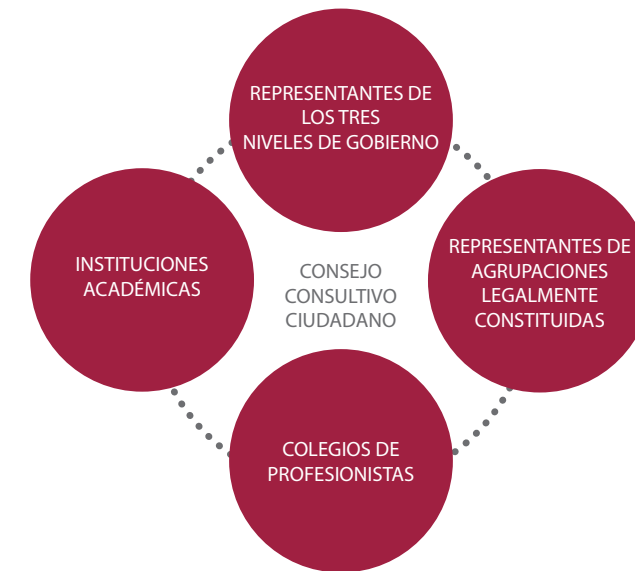 REPRESENTANTES DE
LOS TRES
NIVELES DE GOBIERNO
INSTITUCIONES
ACADÉMICAS
CONSEJO
CONSULTIVO
CIUDADANO
REPRESENTANTES DE
AGRUPACIONES
LEGALMENTE
CONSTITUIDAS
COLEGIOS DE
PROFESIONISTAS